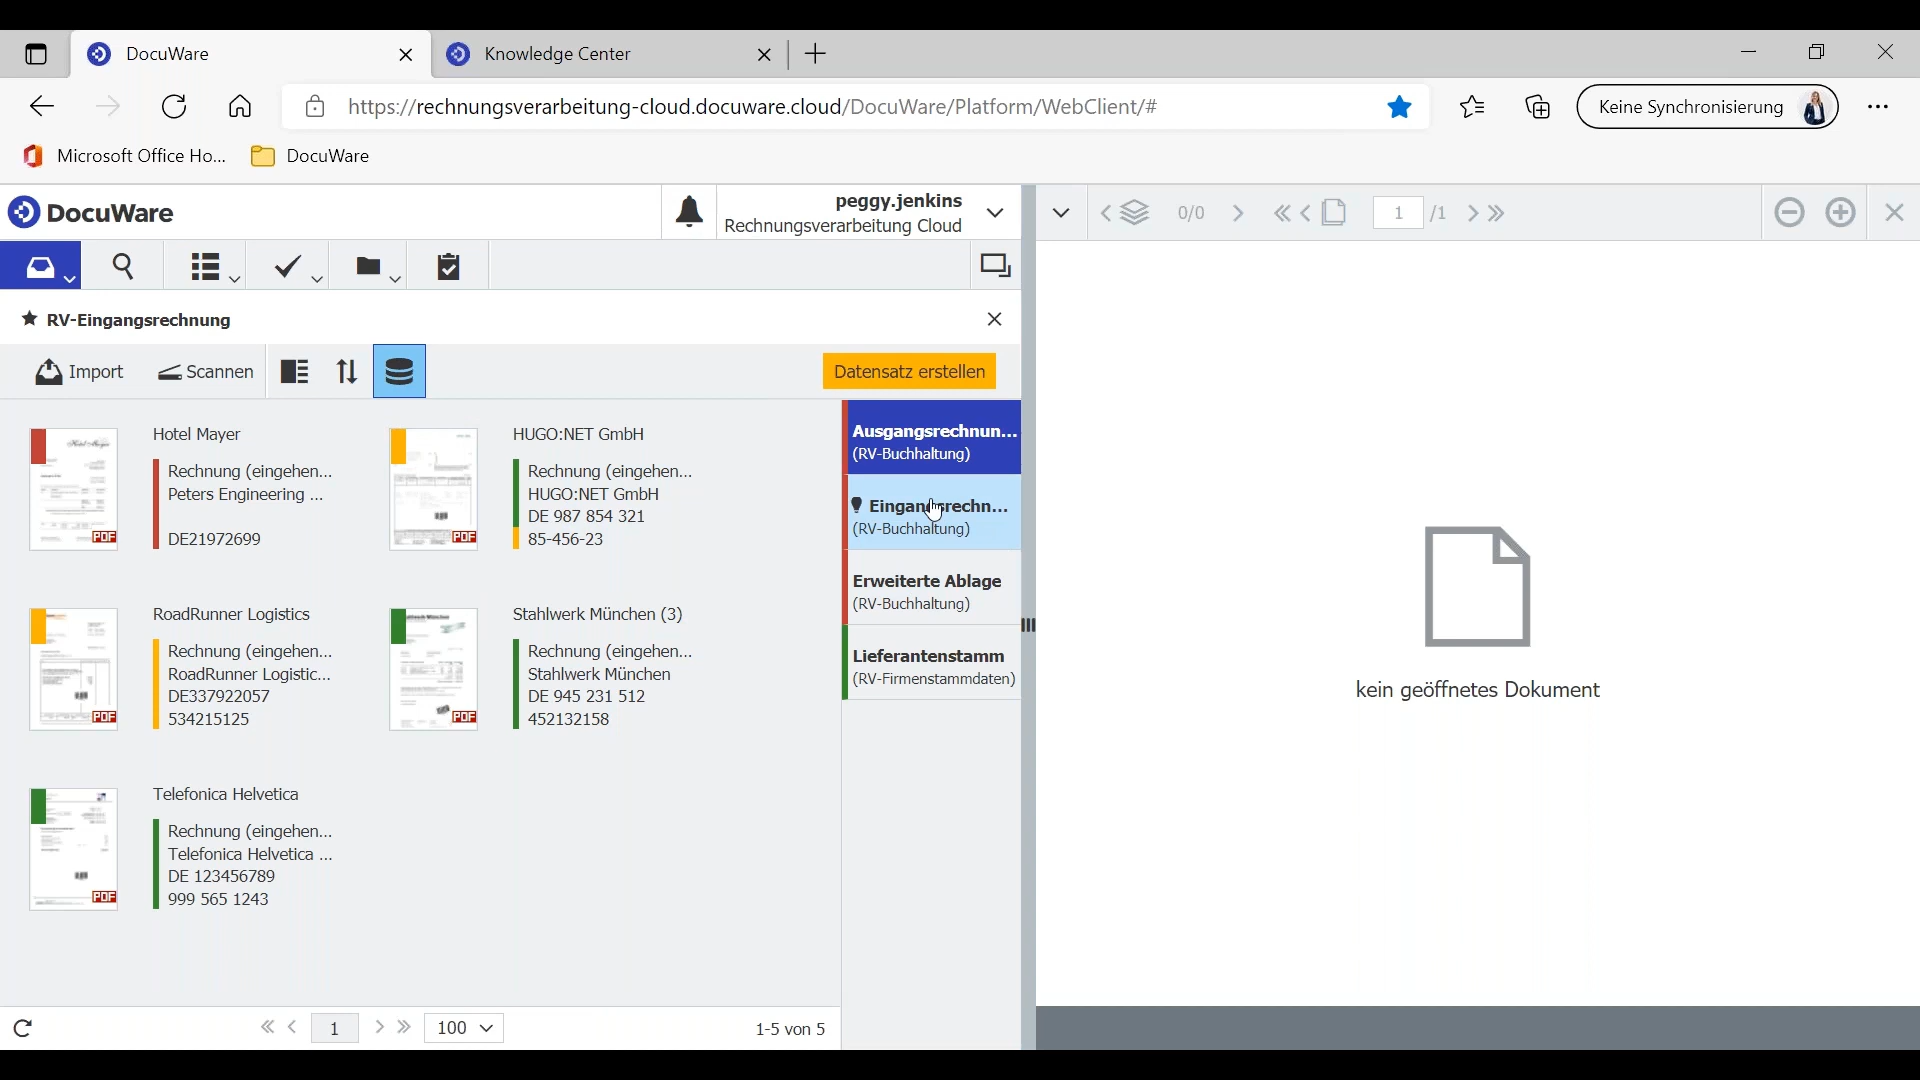 DocuWare
Knowledge Center
https://rechnungsverarbeitung-cloud.docuware.cloud/DocuWare/Platform/WebClient/#
Keine Synchronisierung
Microsoft Office Ho...
DocuWare
DocuWare
peggy.jenkins
Rechnungsverarbeitung Cloud
0/0
1
/1
RV-Eingangsrechnung
Import
Scannen
Datensatz erstellen
Hotel Mayer
Rechnung (eingehen...
Peters Engineering ...
DE21972699
PDF
HUGO:NET GmbH
Rechnung (eingehen...
HUGO:NET GmbH
DE 987 854 321
85-456-23
PDF
RoadRunner Logistics
Rechnung (eingehen...
RoadRunner Logistic...
DE337922057
534215125
PDF
Stahlwerk München (3)
Rechnung (eingehen...
Stahlwerk München
DE 945 231 512
452132158
PDF
Telefonica Helvetica
Rechnung (eingehen...
Telefonica Helvetica ...
DE 123456789
999 565 1243
PDF
Ausgangsrechnun...
(RV-Buchhaltung)
Eingangsrechn...
(RV-Buchhaltung)
Erweiterte Ablage
(RV-Buchhaltung)
Lieferantenstamm
(RV-Firmenstammdaten)
kein geöffnetes Dokument
1
100
1-5 von 5